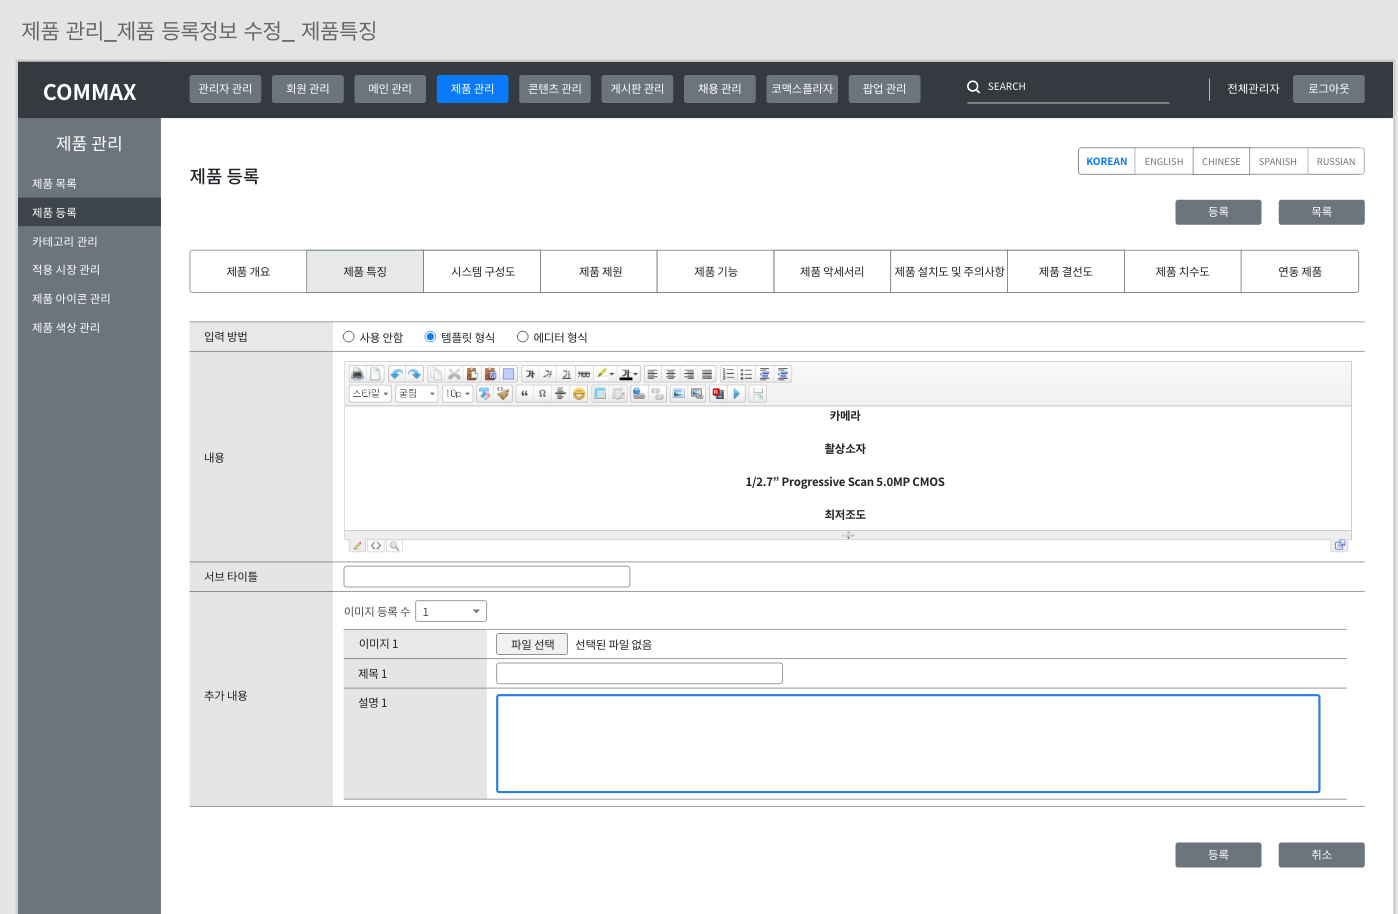 제품 관리_제품 등록정보 수정_ 제품특징
COMMAX
관리자 관리
회원 관리
메인 관리
제품 관리
콘텐츠 관리
게시판 관리
채용 관리
코맥스플라자
팝업 관리
SEARCH
전체관리자
로그아웃
제품 관리
제품 목록
제품 등록
카테고리 관리
적용 시장 관리
제품 아이콘 관리
제품 색상 관리
제품 등록
KOREAN
ENGLISH
CHINESE
SPANISH
RUSSIAN
등록
목록
제품 개요
제품 특징
시스템 구성도
제품 제원
제품 기능
제품 악세서리
제품 설치도 및 주의사항
제품 결선도
제품 치수도
연동 제품
입력 방법
사용 안함
템플릿 형식
에디터 형식
내용
스타일
굴림
10p
카메라
촬상소자
1/2.7” Progressive Scan 5.0MP CMOS
최저조도
서브 타이틀
추가 내용
이미지 등록 수
1
이미지 1
파일 선택
선택된 파일 없음
제목 1
설명 1
등록
취소